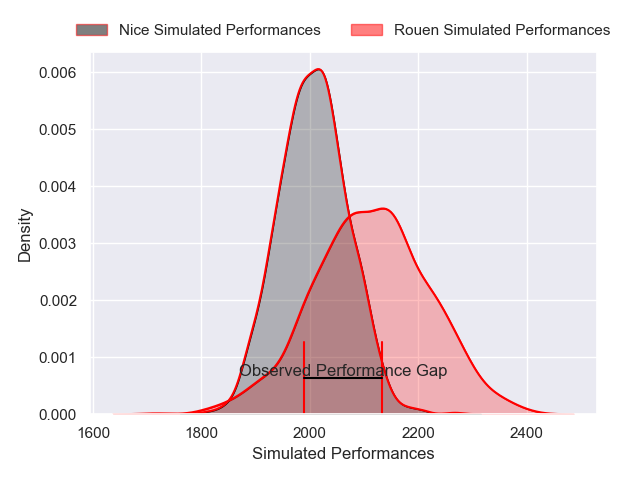 Nice Simulated Performances Rouen Simulated Performances
0.006
0.005
0.004
0.003
0.002
0.001
0.000
Density
Observed Performance Gap
1600 1800 2000 2200 2400
Simulated Performances